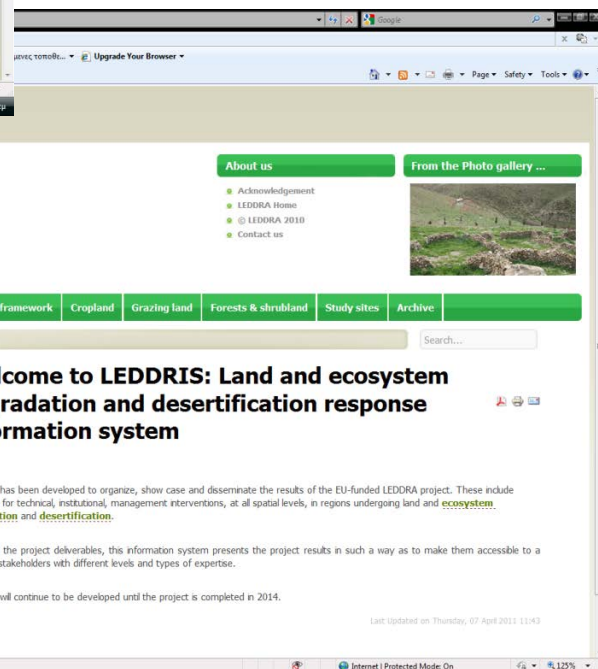 Google
μενες τοποθε... Upgrade Your Browser
Page Safety Tools
About us
Acknowledgement
LEDDRA Home
© LEDDRA 2010
Contact us
From the Photo gallery ...
framework Cropland Grazing land Forests & shrubland Study sites Archive
Search...
lcome to LEDDRIS: Land and ecosystem
radation and desertification response
ormation system
has been developed to organize, show case and disseminate the results of the EU-funded LEDDRA project. These include
for technical, institutional, management interventions, at all spatial levels, in regions undergoing land and ecosystem
tion and desertification.
the project deliverables, this information system presents the project results in such a way as to make them accessible to a
stakeholders with different levels and types of expertise.
will continue to be developed until the project is completed in 2014.
Last Updated on Thursday, 07 April 2011 11:43
Internet | Protected Mode: On 125%